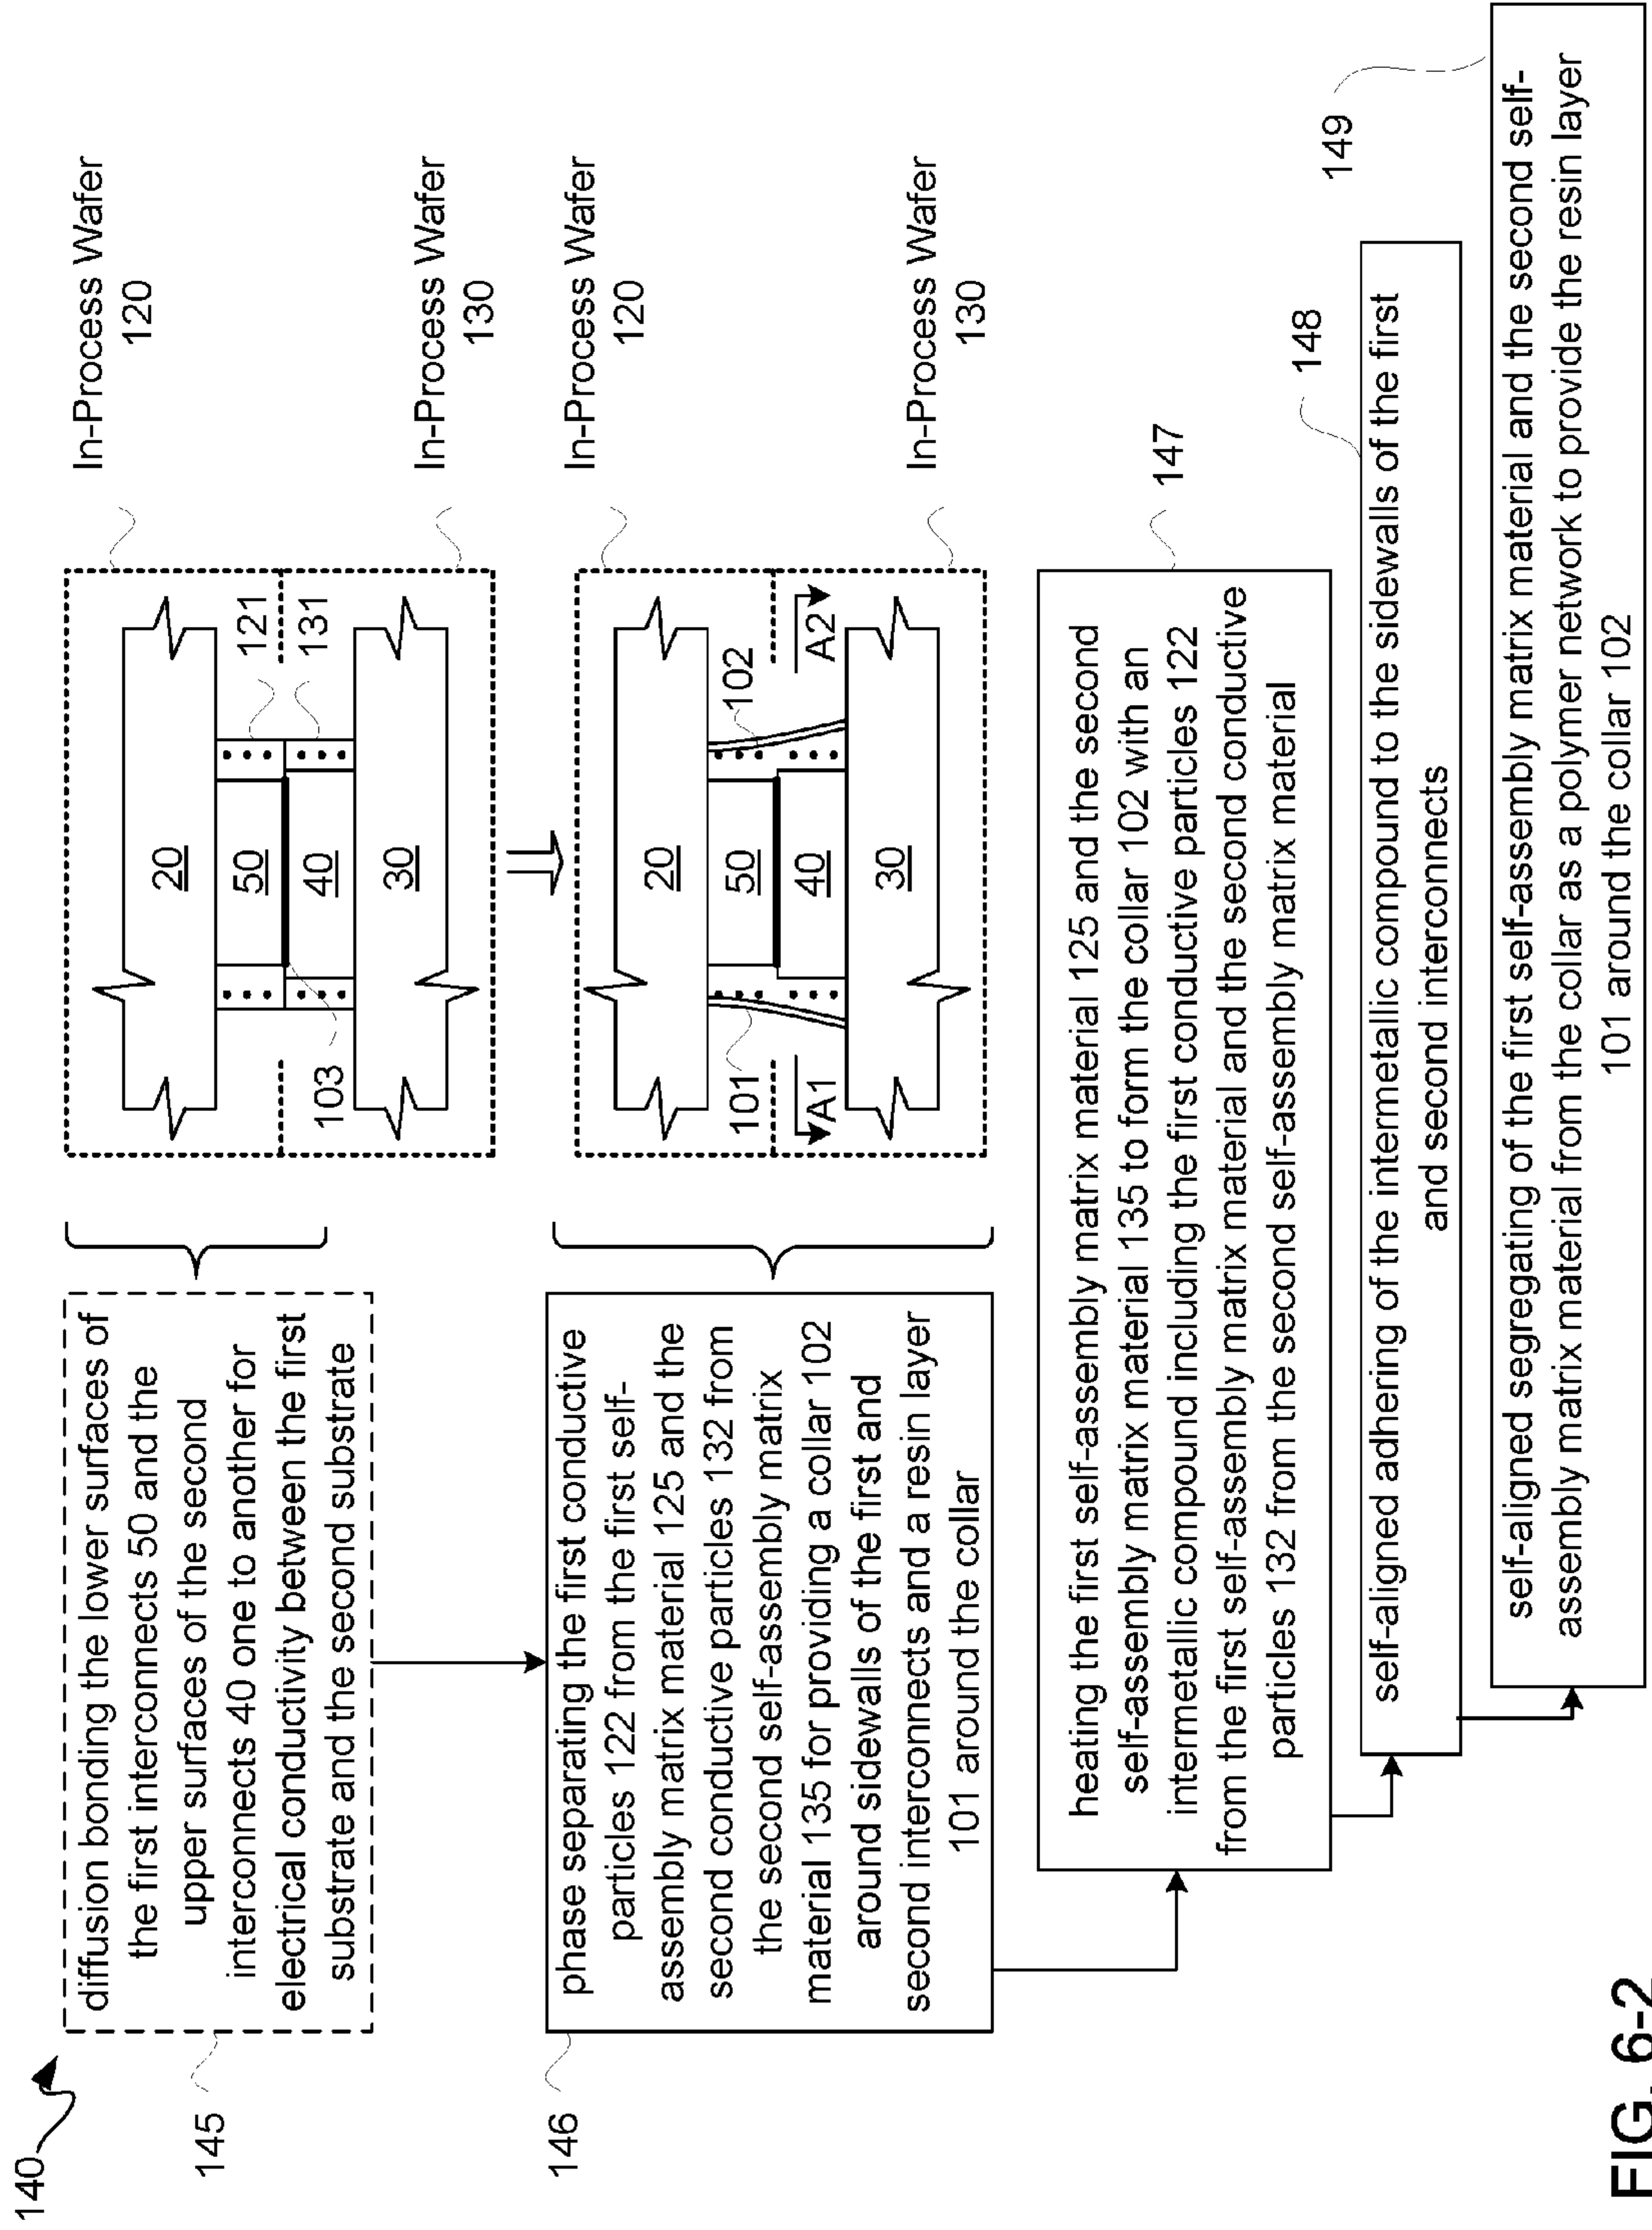 140
145
diffusion bonding the lower surfaces of
the first interconnects 50 and the
upper surfaces of the second
interconnects 40 one to another for
electrical conductivity between the first
substrate and the second substrate
20
50
40
30
103
121
131
In-Process Wafer
120
In-Process Wafer
130
146
phase separating the first conductive
particles 122 from the first self-
assembly matrix material 125 and the
second conductive particles 132 from
the second self-assembly matrix
material 135 for providing a collar 102
around sidewalls of the first and
second interconnects and a resin layer
101 around the collar
20
50
40
30
101
102
A1
A2
In-Process Wafer
120
In-Process Wafer
130
147
heating the first self-assembly matrix material 125 and the second
self-assembly matrix material 135 to form the collar 102 with an
intermetallic compound including the first conductive particles 122
from the first self-assembly matrix material and the second conductive
particles 132 from the second self-assembly matrix material
148
self-aligned adhering of the intermetallic compound to the sidewalls of the first
and second interconnects
149
self-aligned segregating of the first self-assembly matrix material and the second self-
assembly matrix material from the collar as a polymer network to provide the resin layer
101 around the collar 102
FIG. 6-2